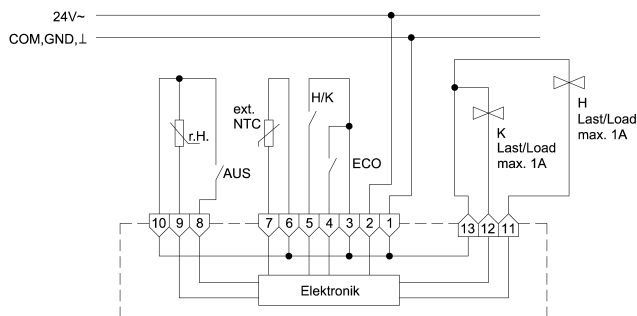 24V~
COM,GND,⊥
r.H.
AUS
ext.
NTC
H/K
ECO
K
Last/Load
max. 1A
H
Last/Load
max. 1A
10 9 8 7 6 5 4 3 2 1 13 12 11
Elektronik